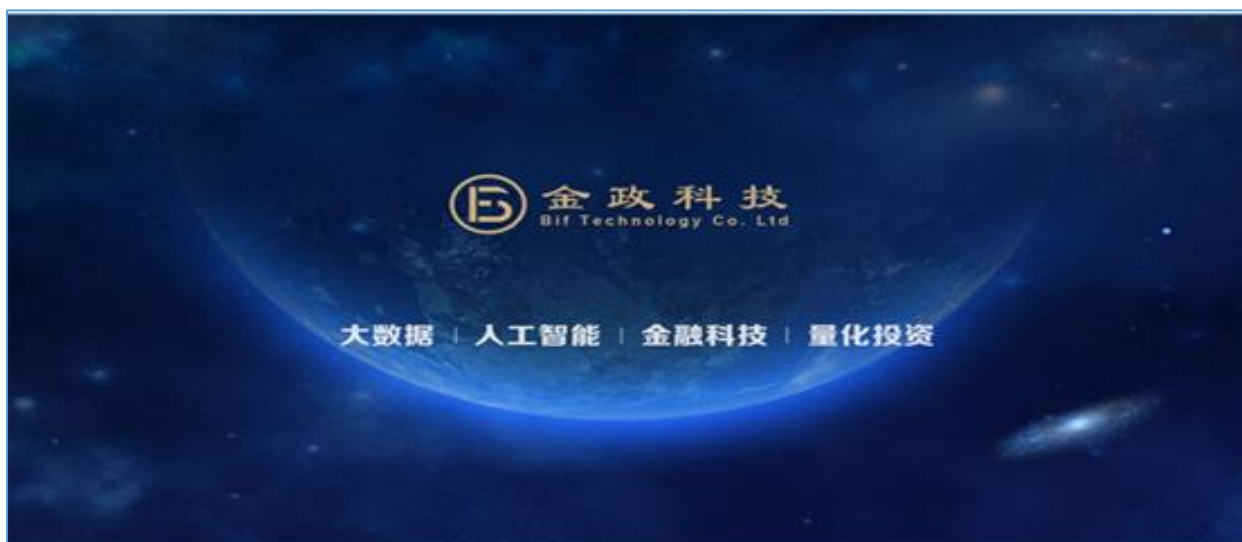 金政科技
Bif Technology Co. Ltd
大数据 | 人工智能 | 金融科技 | 量化投资